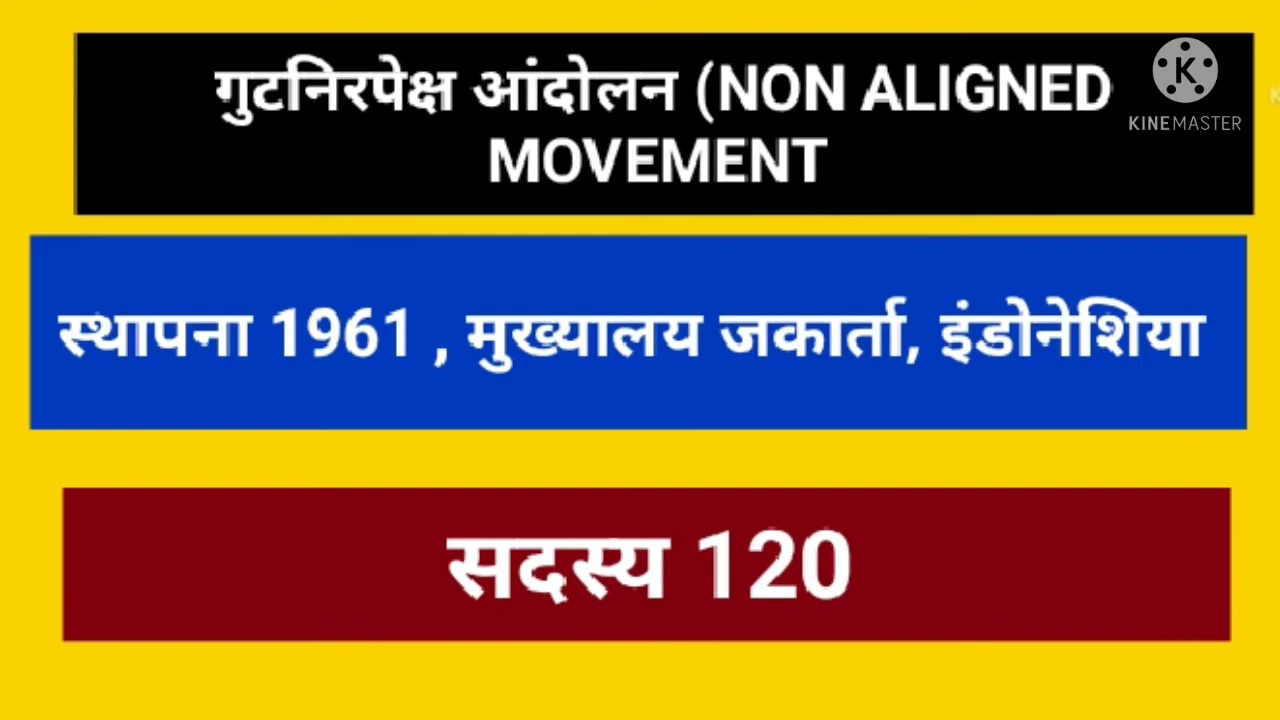 गुटनिरपेक्ष आंदोलन (NON ALIGNED
MOVEMENT
KINEMASTER
स्थापना 1961 , मुख्यालय जकार्ता, इंडोनेशिया
सदस्य 120